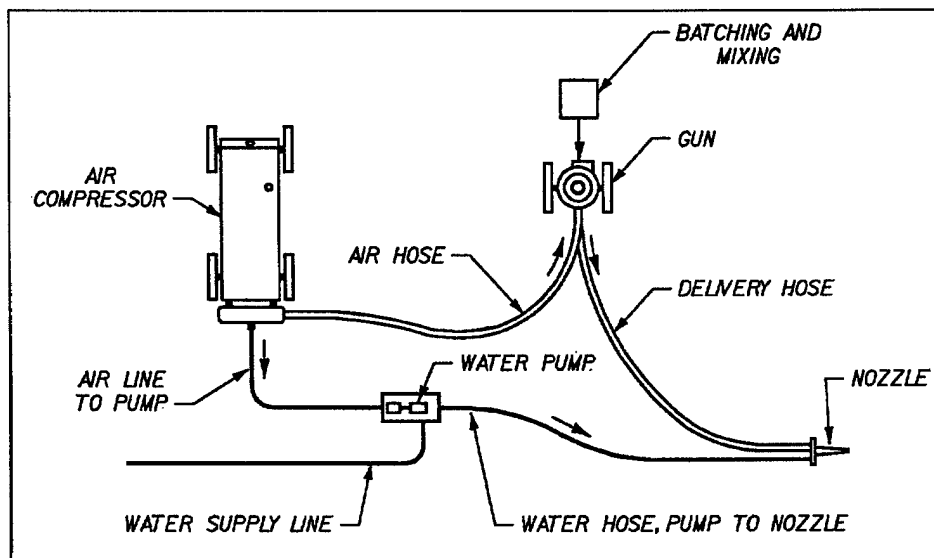 BATCHING AND
MIXING
GUN
AIR
COMPRESSOR
AIR HOSE
DELIVERY HOSE
WATER PUMP
AIR LINE
TO PUMP
NOZZLE
WATER SUPPLY LINE
WATER HOSE, PUMP TO NOZZLE